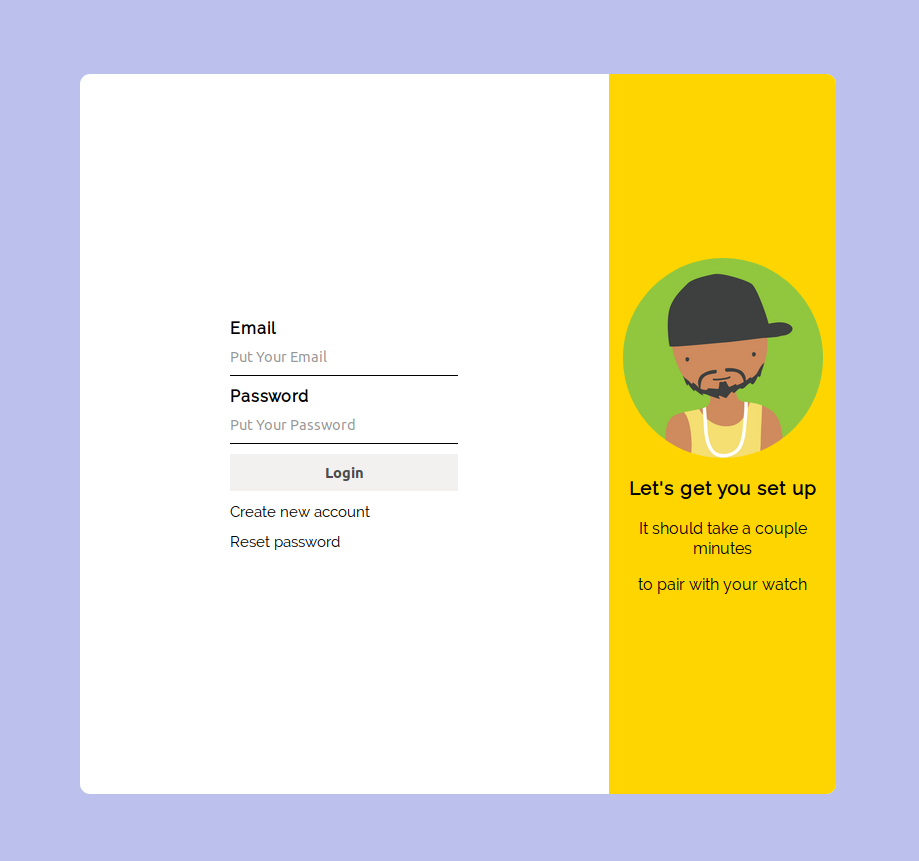 Email
Put Your Email
Password
Put Your Password
Login
Create new account
Reset password
Let's get you set up
It should take a couple
minutes
to pair with your watch